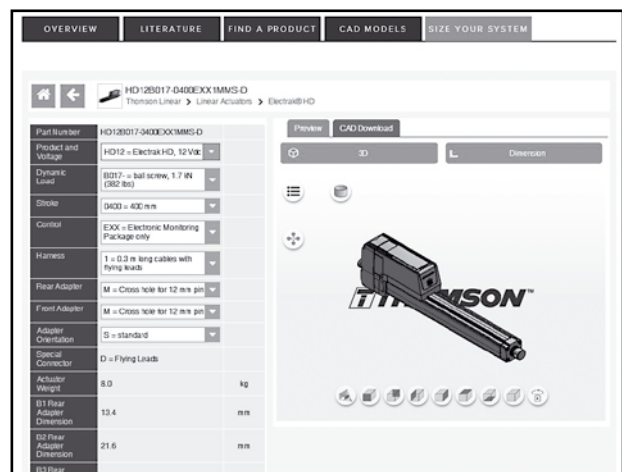 OVERVIEW
LITERATURE
FIND A PRODUCT
CAD MODELS
SIZE YOUR SYSTEM
HD12B017-0400EXX1MMS-D
Thomson Linear > Linear Actuators > Electrak® HD
Part Number HD12B017-0400EXX1MMS-D
Product and
Voltage
HD12 = Electrak HD, 12 Vdc
Dynamic
Load
B017- = ball screw, 1.7 kN
(382 lbs)
Stroke
0400 = 400 mm
Control
EXX = Electronic Monitoring
Package only
Harness
1 = 0.3 m long cables with
flying leads
Rear Adapter
M = Cross hole for 12 mm pin
Front Adapter
M = Cross hole for 12 mm pin
Adapter
Orientation
S = standard
Special
Connector
D = Flying Leads
Actuator
Weight
8.0 kg
B1 Rear
Adapter
Dimension
13.4 mm
B2 Rear
Adapter
Dimension
21.6 mm
B3 Rear
Preview
CAD Download
3D
Dimension
THOMSON™